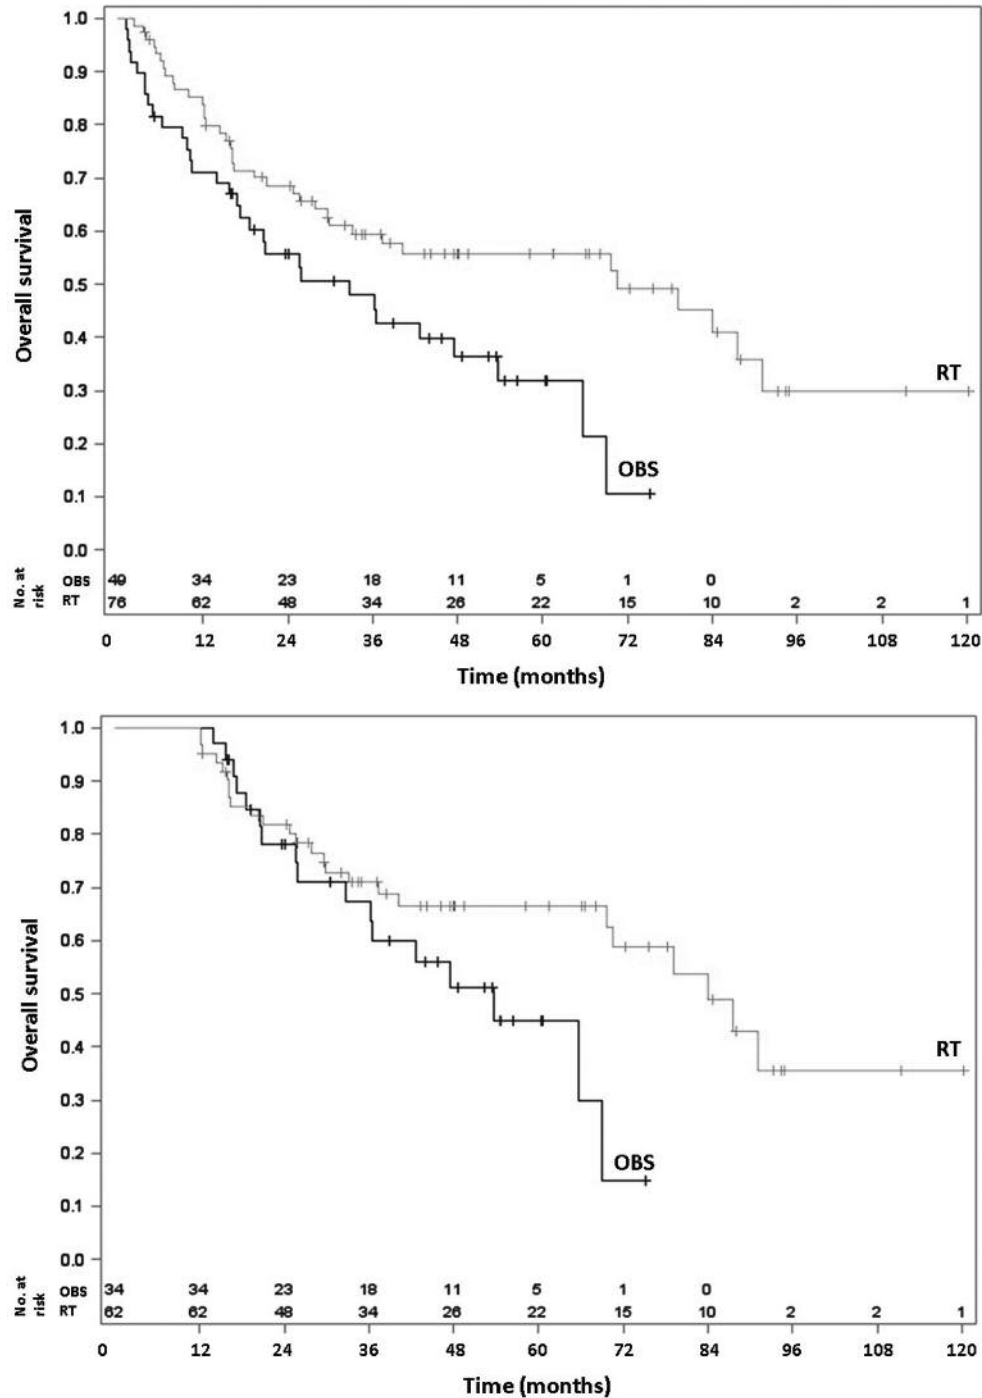 1.0
0.9
0.8
0.7
0.6
0.5
0.4
0.3
0.2
0.1
0.0
Overall survival
RT
OBS
No. at risk
OBS 49 34 23 18 11 5 1 0
RT 76 62 48 34 26 22 15 10 2 2 1
0 12 24 36 48 60 72 84 96 108 120
Time (months)
1.0
0.9
0.8
0.7
0.6
0.5
0.4
0.3
0.2
0.1
0.0
Overall survival
RT
OBS
No. at risk
OBS 34 34 23 18 11 5 1 0
RT 62 62 48 34 26 22 15 10 2 2 1
0 12 24 36 48 60 72 84 96 108 120
Time (months)